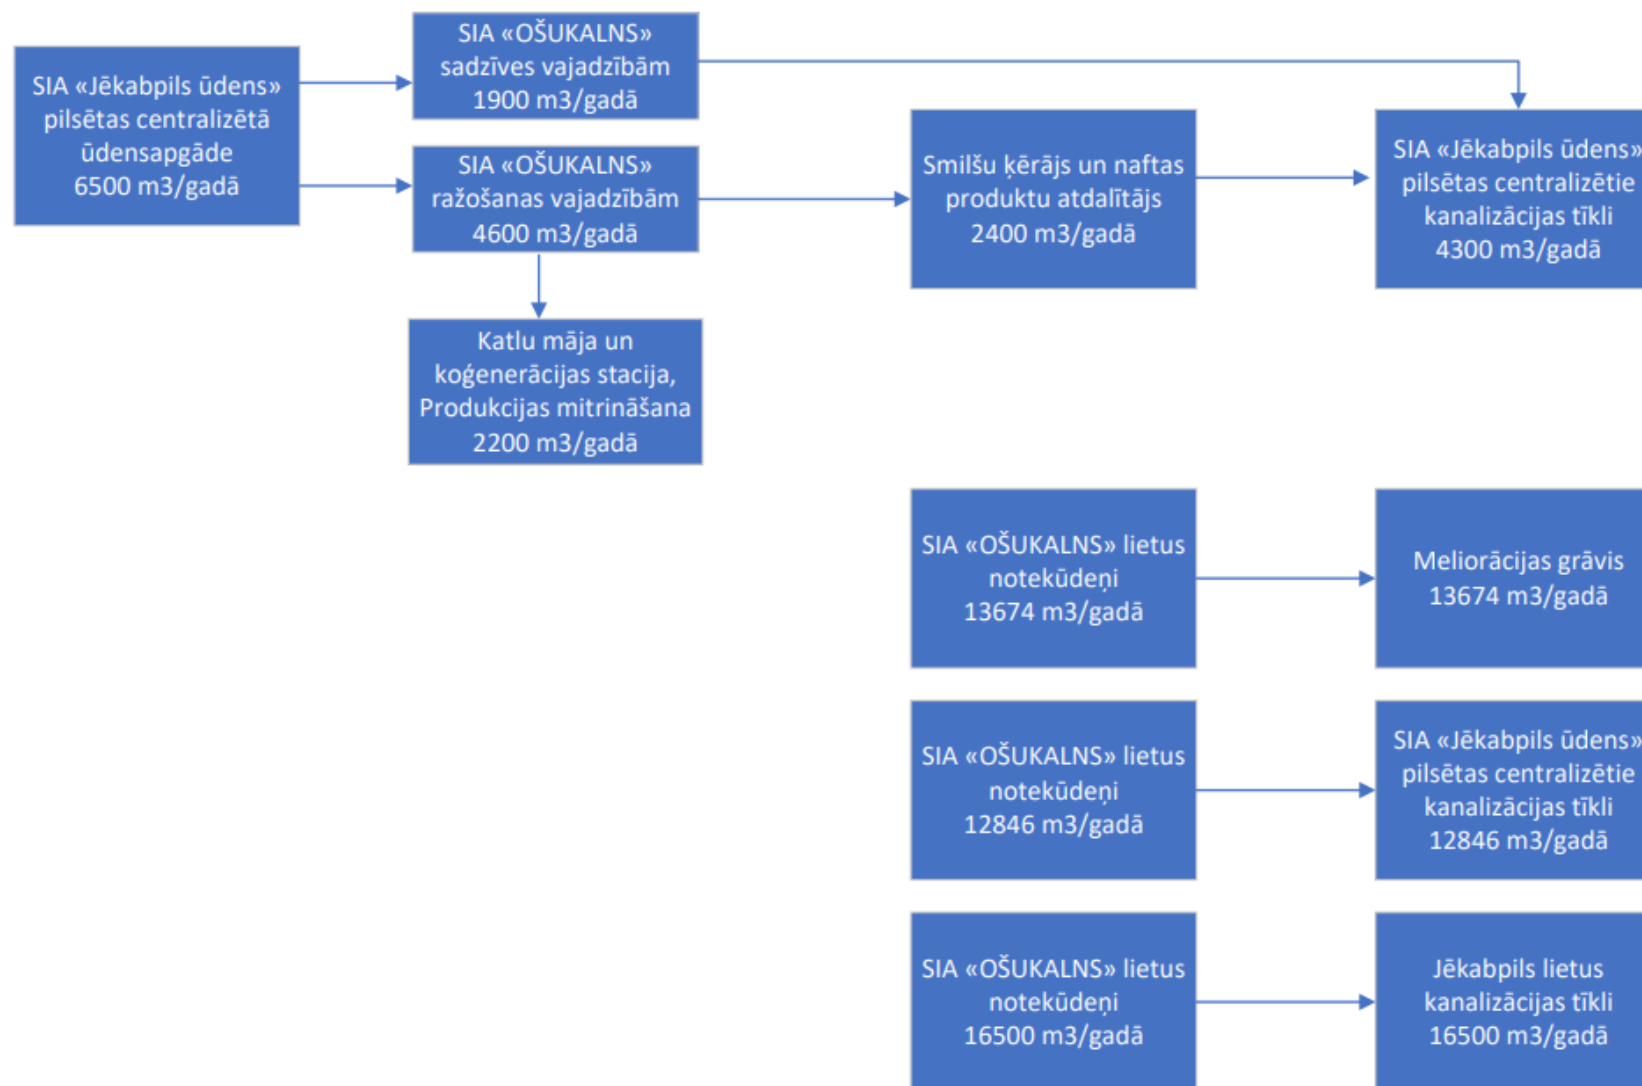 SIA «Jēkabpils ūdens»
pilsētas centralizētā
ūdensapgāde
6500 m3/gadā
SIA «OŠUKALNS»
sadzīves vajadzībām
1900 m3/gadā
SIA «OŠUKALNS»
ražošanas vajadzībām
4600 m3/gadā
Smilšu ķērājs un naftas
produktu atdalītājs
2400 m3/gadā
SIA «Jēkabpils ūdens»
pilsētas centralizētie
kanalizācijas tīkli
4300 m3/gadā
Katlu māja un
koģenerācijas stacija,
Produkcijas mitrināšana
2200 m3/gadā
SIA «OŠUKALNS» lietus
notekūdeņi
13674 m3/gadā
Meliorācijas grāvis
13674 m3/gadā
SIA «OŠUKALNS» lietus
notekūdeņi
12846 m3/gadā
SIA «Jēkabpils ūdens»
pilsētas centralizētie
kanalizācijas tīkli
12846 m3/gadā
SIA «OŠUKALNS» lietus
notekūdeņi
16500 m3/gadā
Jēkabpils lietus
kanalizācijas tīkli
16500 m3/gadā